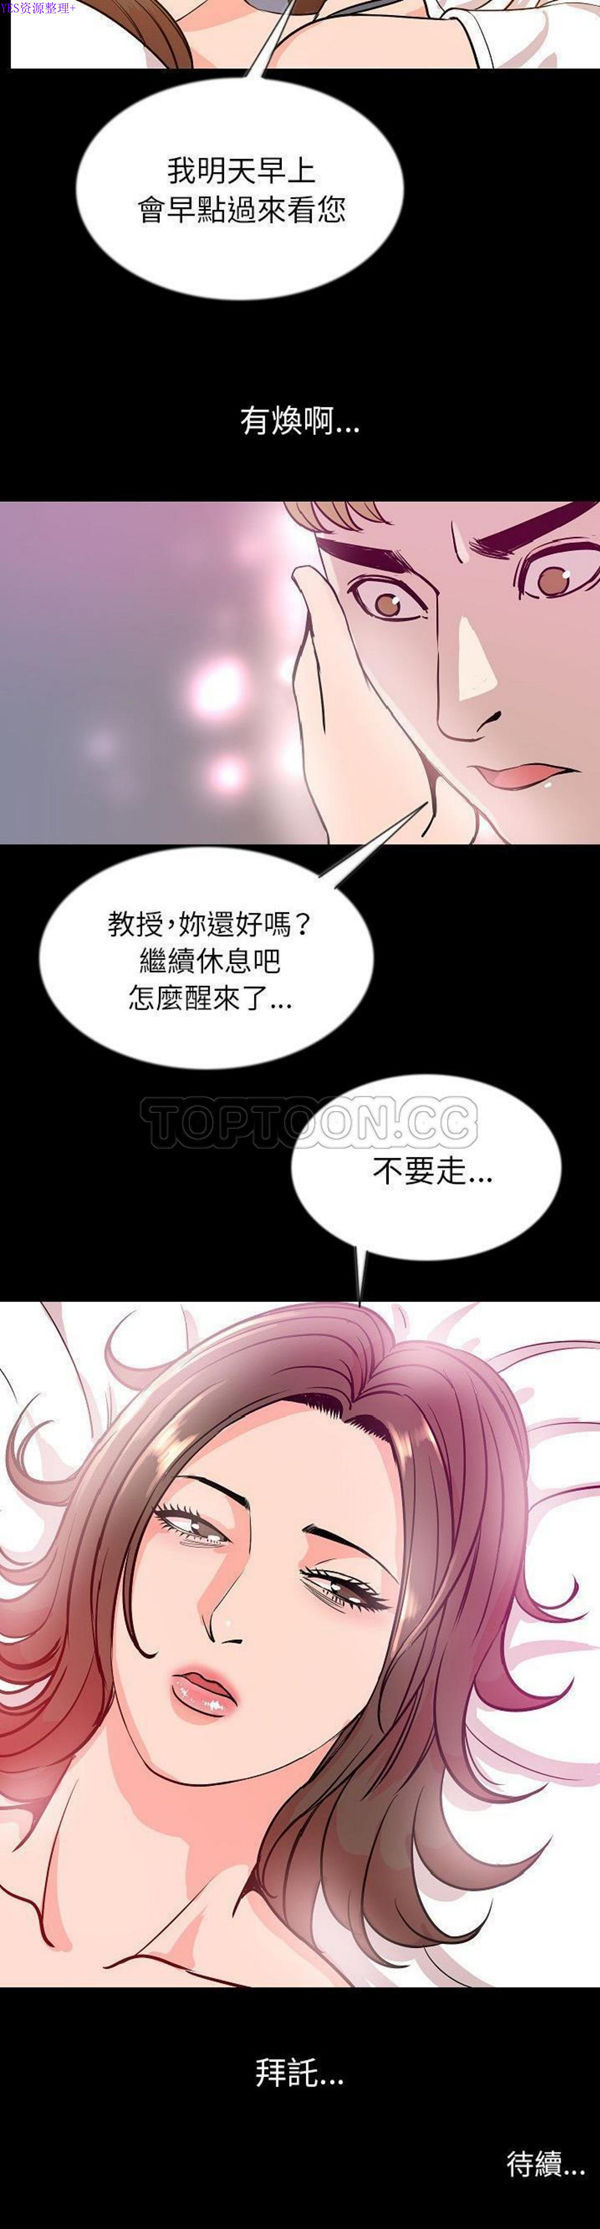 YES资源整理+
我明天早上
會早點過來看您
有煥啊...
教授，妳還好嗎？
繼續休息吧
怎麼醒來了...
TOPTOON.CC
不要走...
拜託...
待續...